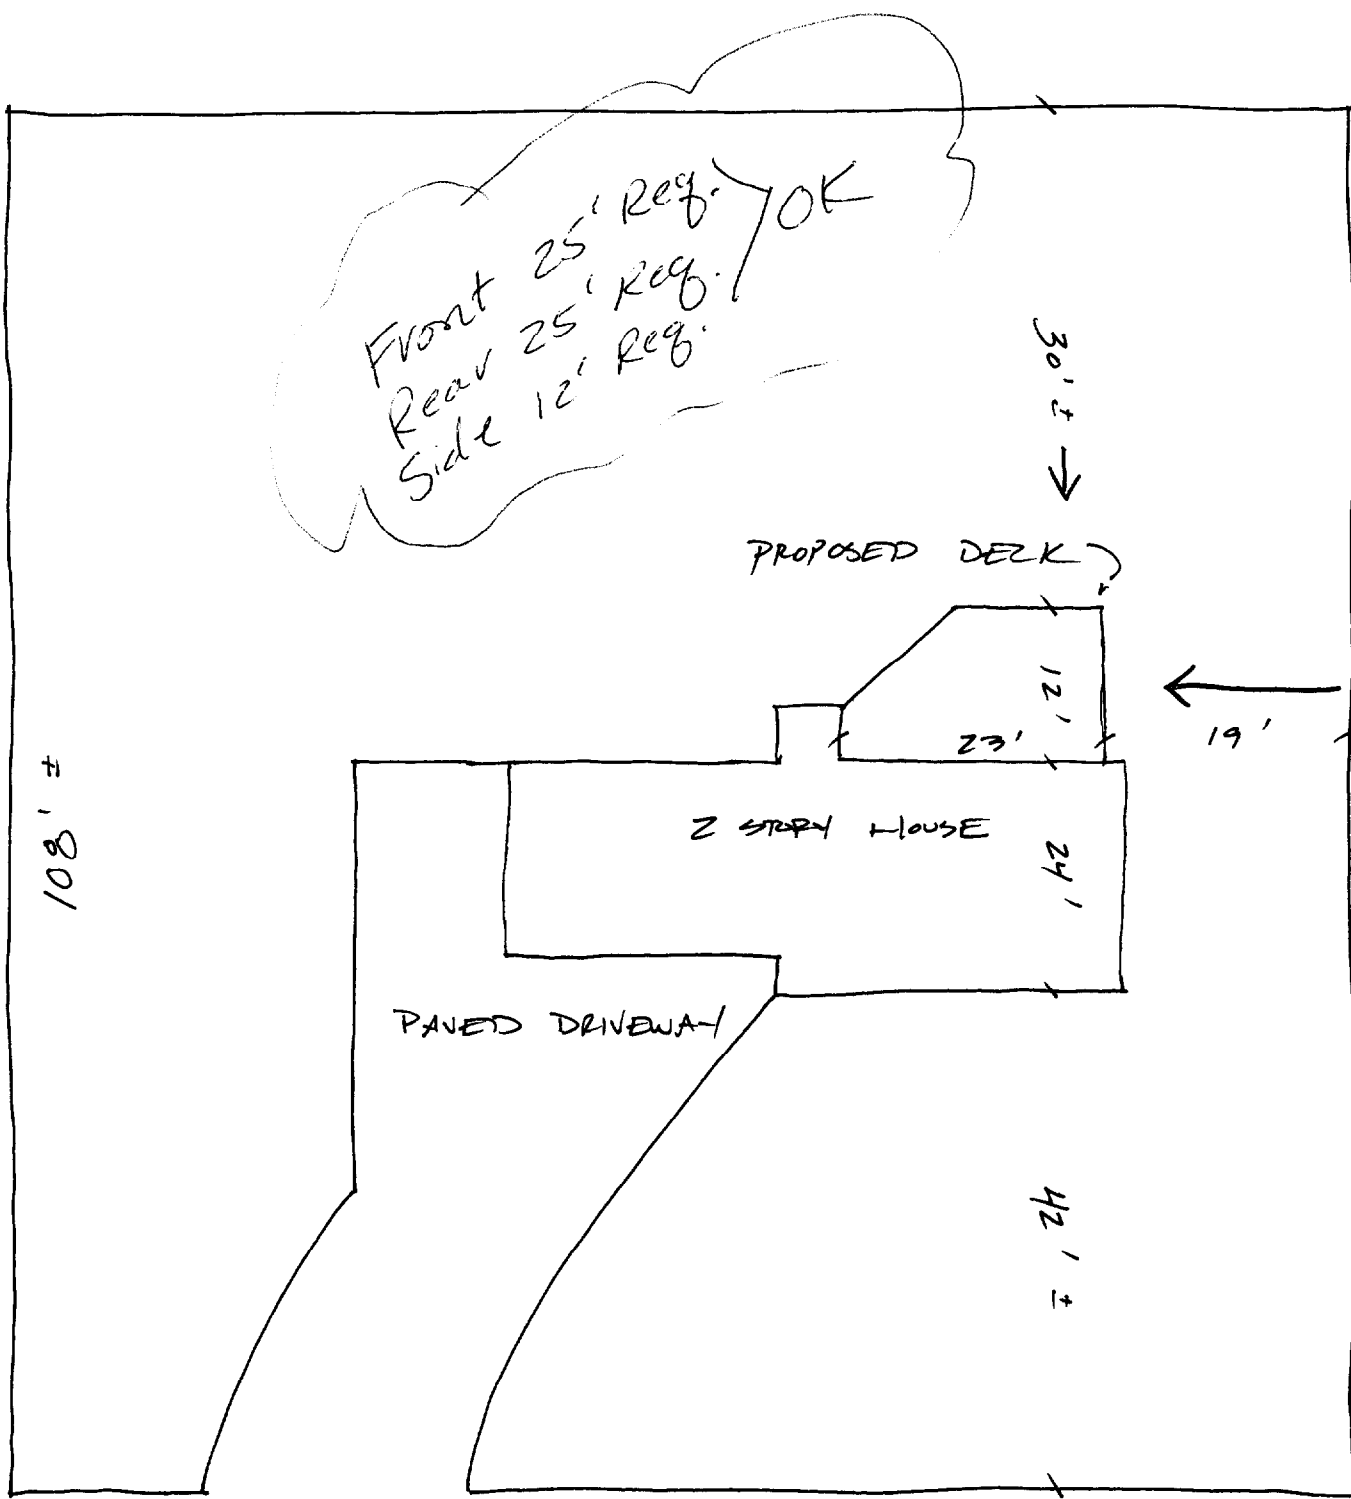 Front 25' Req. OK
Rear 25' Req.
Side 12' Req.
30' ±
PROPOSED DECK
12'
23'
19'
108' ±
2 STORY HOUSE
24'
PAVED DRIVEWAY
42' ±